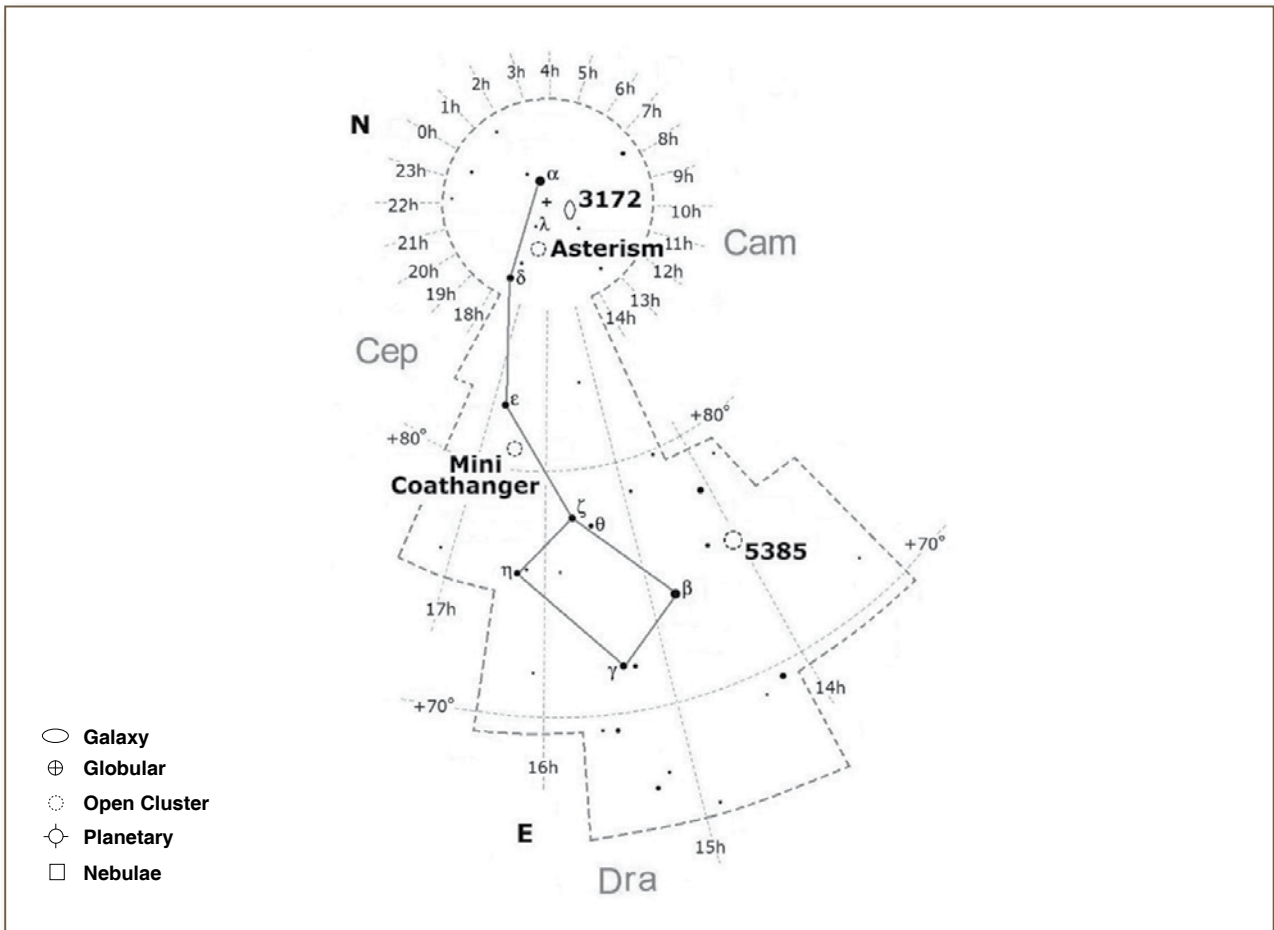 3h 4h 5h
2h 6h
1h 7h
N
0h 8h
23h 9h
α
3172
22h 10h
λ
21h 11h
Asterism
Cam
20h 12h
δ
19h 13h
18h 14h
Cep
ε
+80° +80°
Mini
Coathanger
ζ
θ
5385
+70°
η
β
17h
γ
14h
+70°
16h
E
15h
Dra
Galaxy
Globular
Open Cluster
Planetary
Nebulae